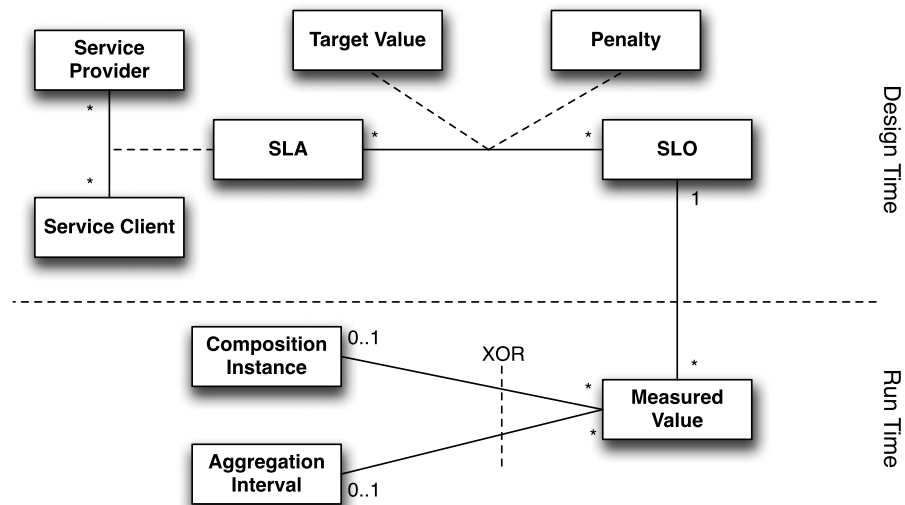 Service
Provider
Target Value
Penalty
*
SLA
*
*
SLO
Design Time
*
Service Client
1
Composition
Instance
0..1
XOR
*
*
Measured
Value
*
Aggregation
Interval
0..1
Run Time